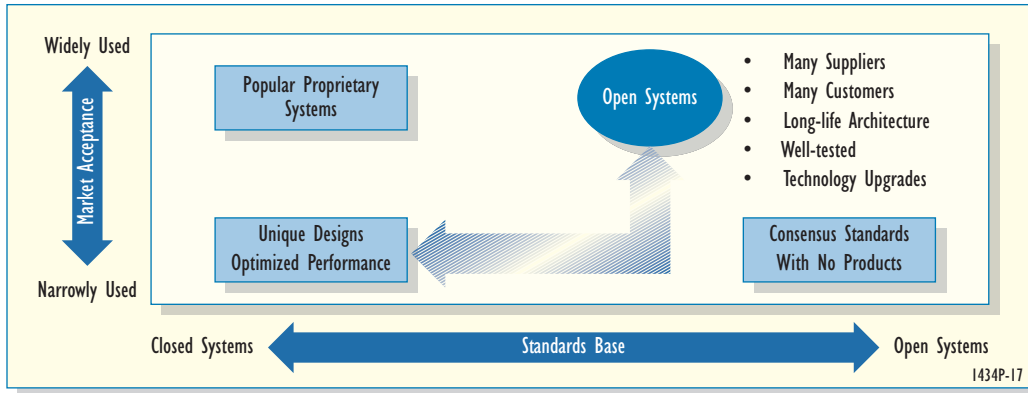 Widely Used
Market Acceptance
Narrowly Used
Popular Proprietary
Systems
Open Systems
• Many Suppliers
• Many Customers
• Long-life Architecture
• Well-tested
• Technology Upgrades
Unique Designs
Optimized Performance
Consensus Standards
With No Products
Closed Systems
Standards Base
Open Systems
1434P-17